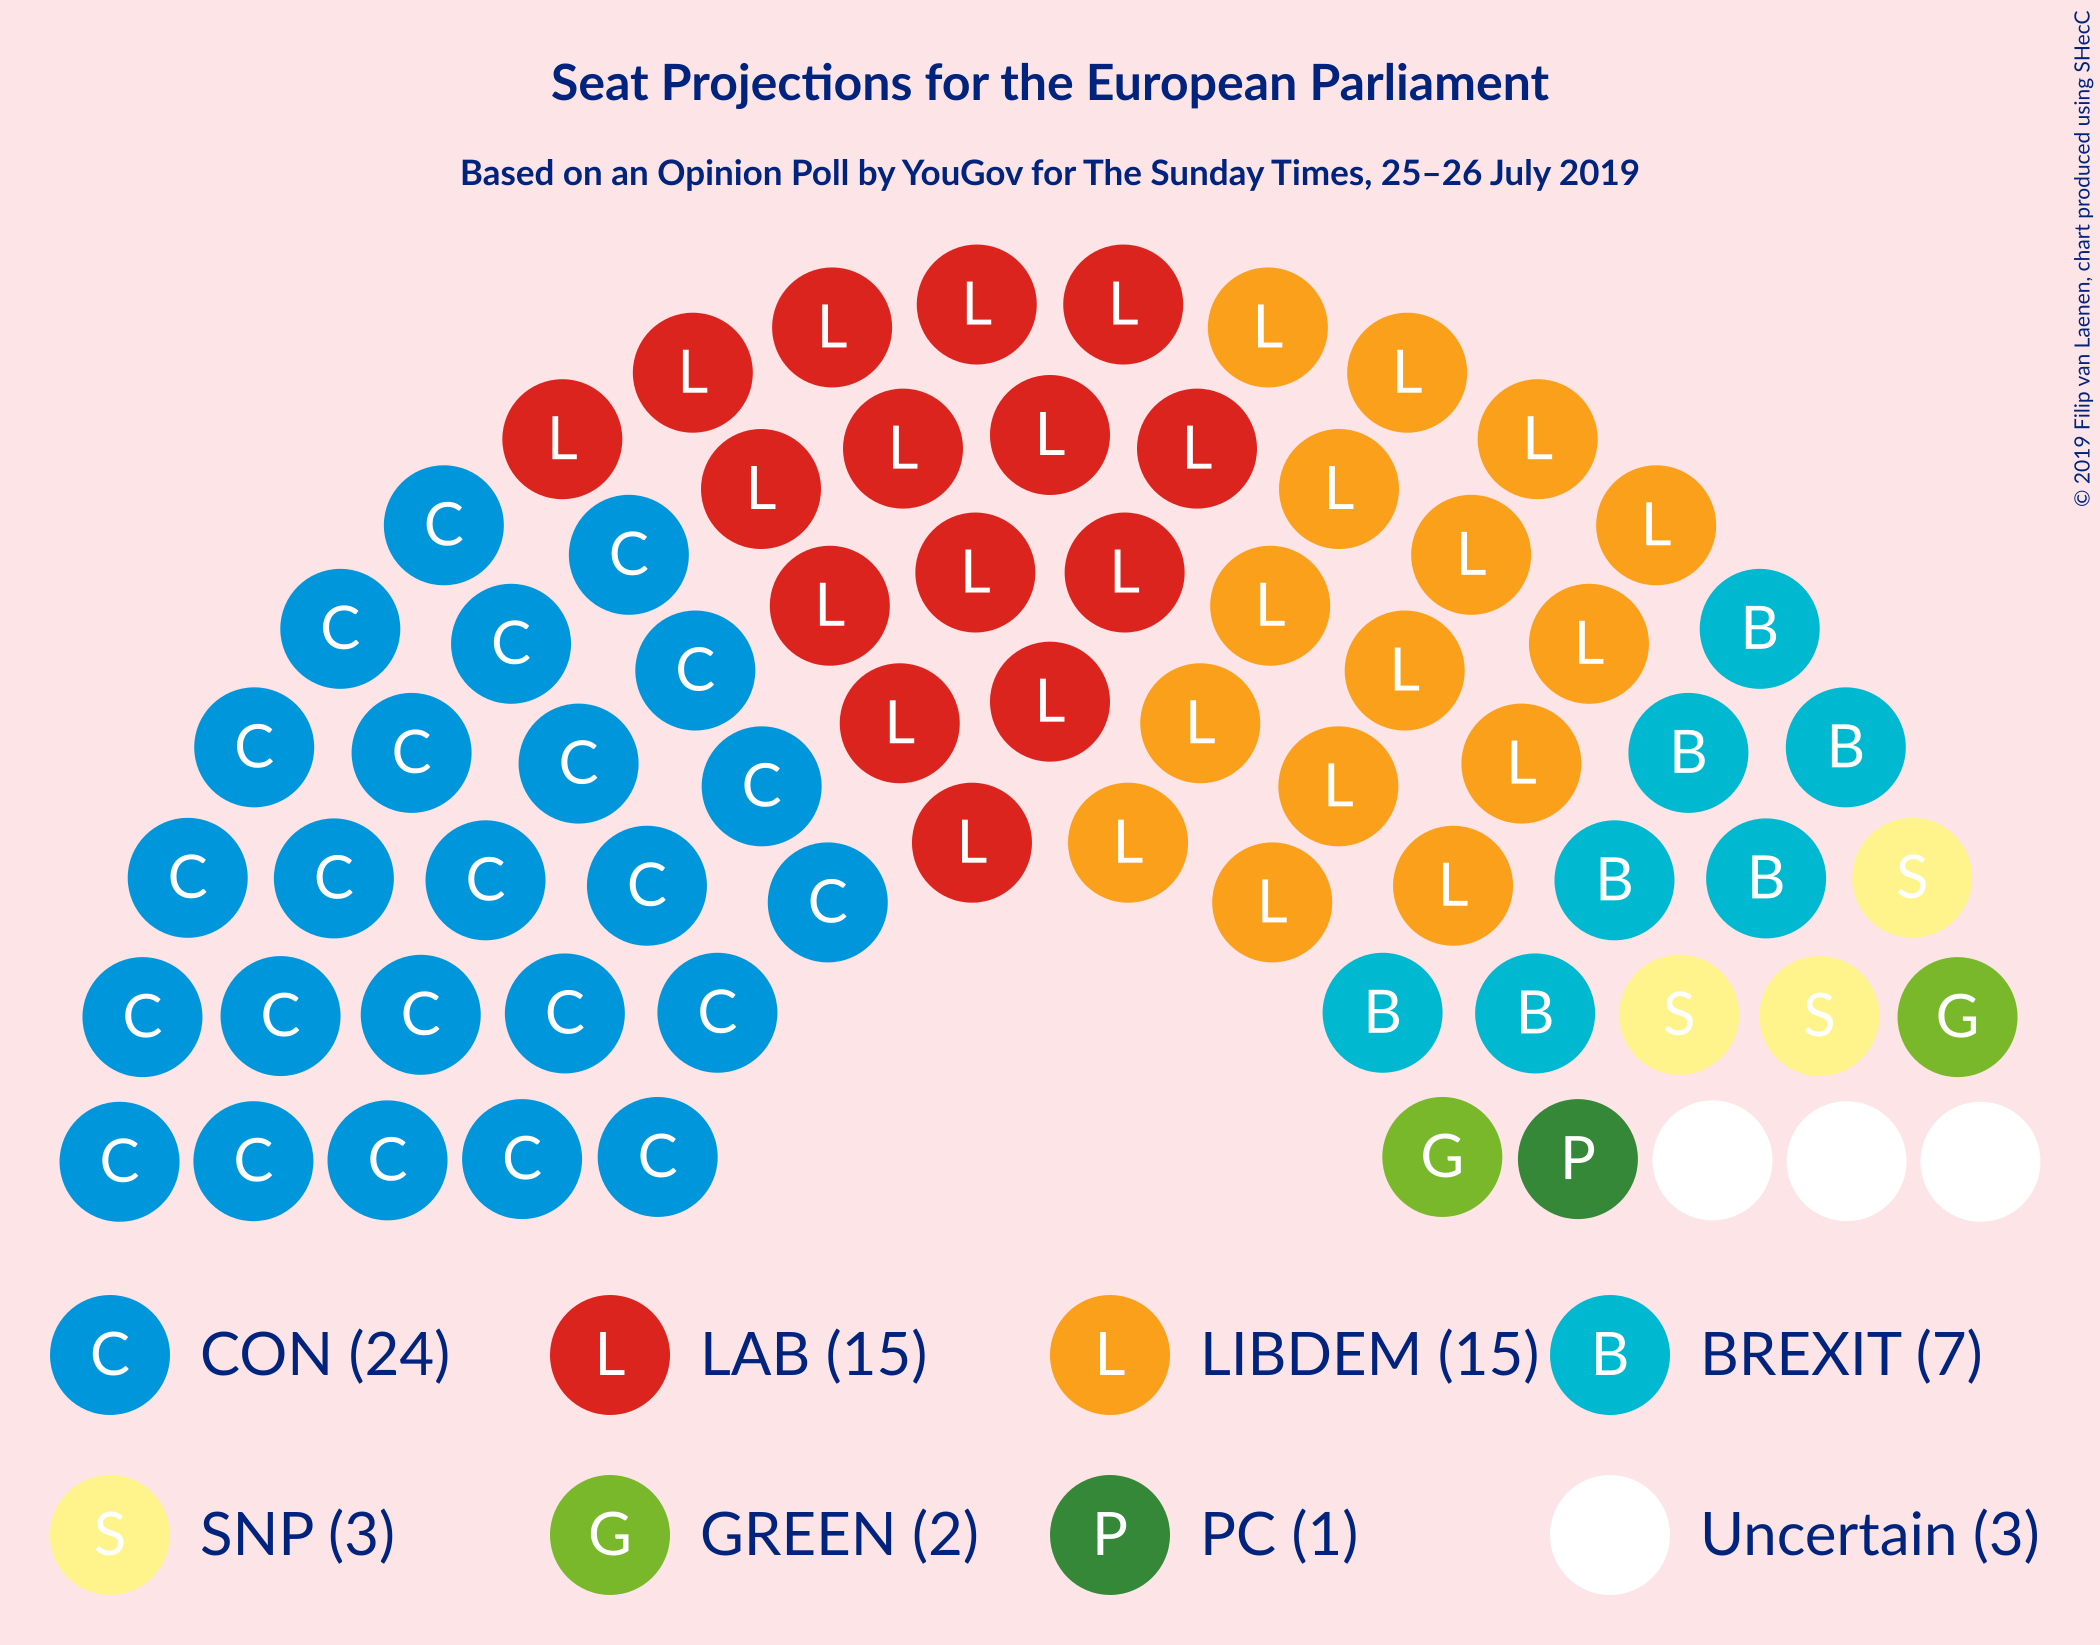 Seat Projections for the European Parliament
Based on an Opinion Poll by YouGov for The Sunday Times, 25–26 July 2019
© 2019 Filip van Laenen, chart produced using SHecC
L L
L L
L L
L
L L
L L
L L
C L
C L
L L
L
C B
C L
C L
L L
L
C B
C B
C L
C L
L L
C B S
C B
C B
C L
C L
C G
C S
C S
C B
C B
C C C C C G P
C CON (24) L LAB (15) L LIBDEM (15) B BREXIT (7)
S SNP (3) G GREEN (2) P PC (1) Uncertain (3)